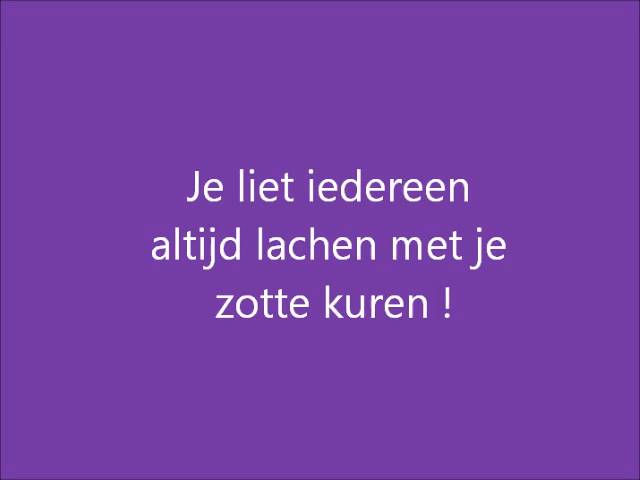 Je liet iedereen
altijd lachen met je
zotte kuren !